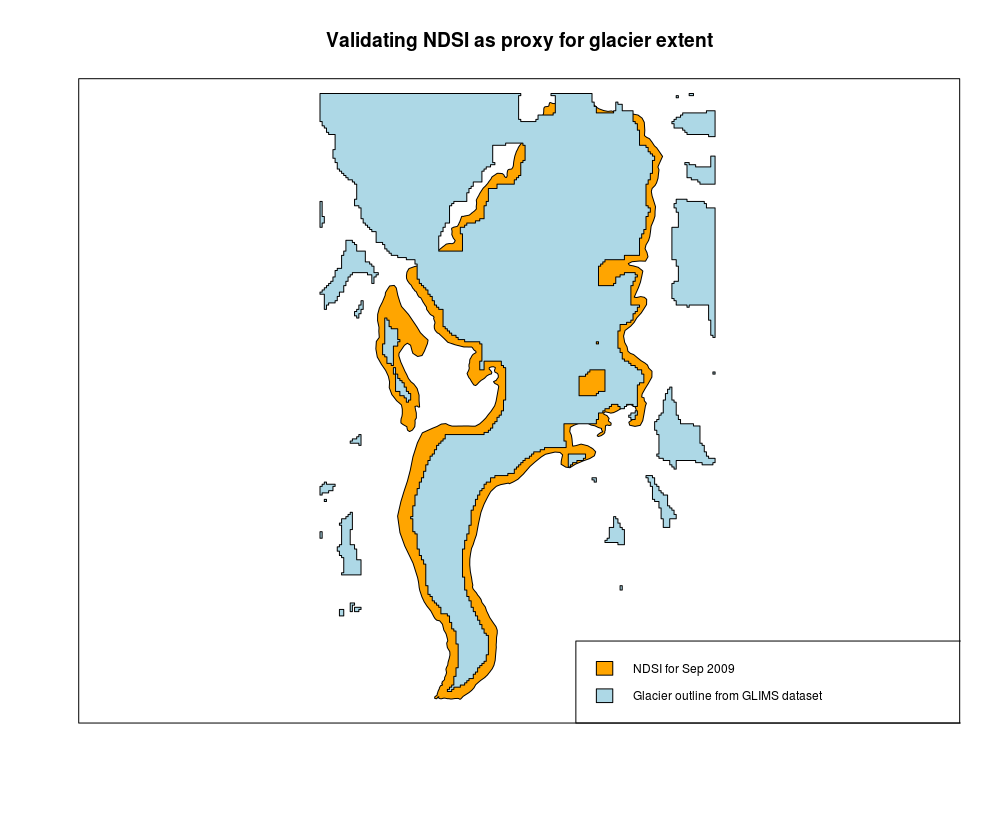 Validating NDSI as proxy for glacier extent
NDSI for Sep 2009
Glacier outline from GLIMS dataset